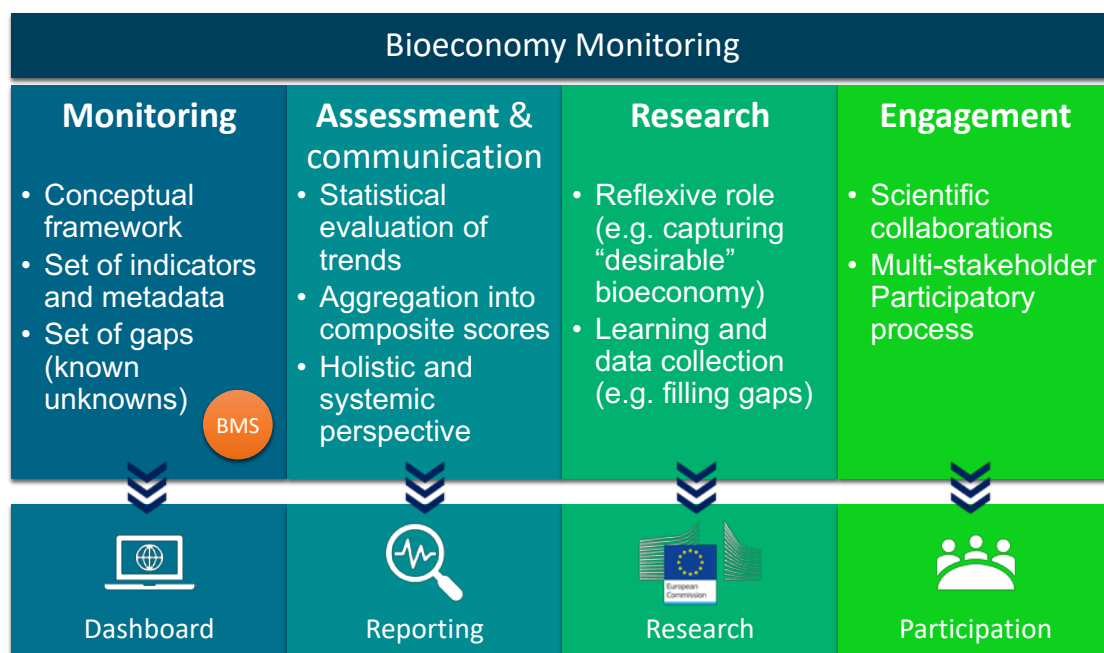 Bioeconomy Monitoring
Monitoring
• Conceptual
framework
• Set of indicators
and metadata
• Set of gaps
(known
unknowns)
BMS
Assessment &
communication
• Statistical
evaluation of
trends
• Aggregation into
composite scores
• Holistic and
systemic
perspective
Research
• Reflexive role
(e.g. capturing
“desirable”
bioeconomy)
• Learning and
data collection
(e.g. filling gaps)
Engagement
• Scientific
collaborations
• Multi-stakeholder
Participatory
process
Dashboard
Reporting
European
Commission
Research
Participation